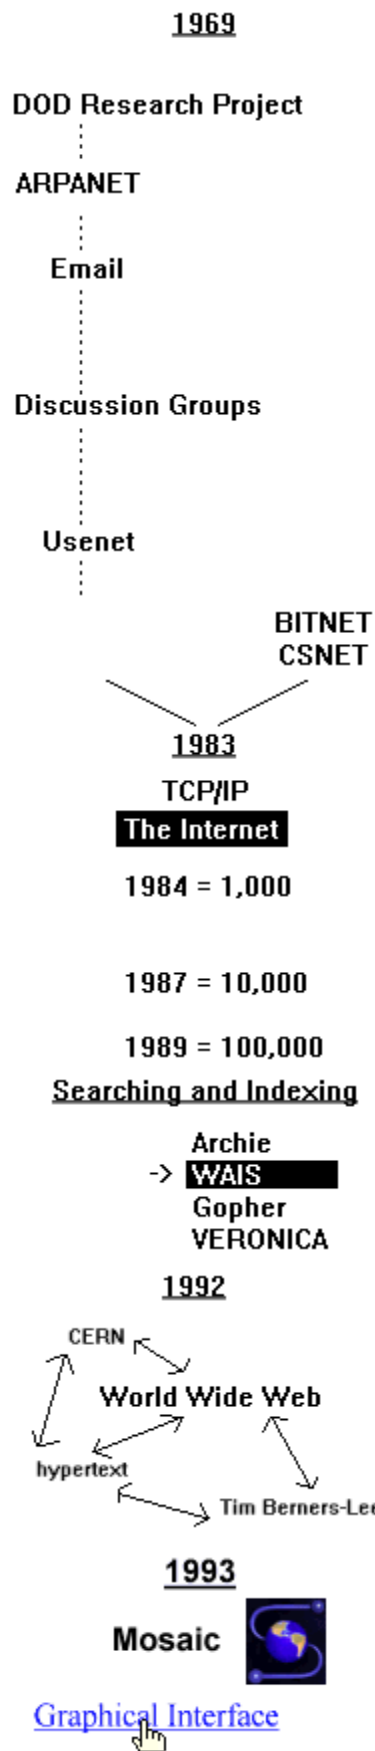 1969
DOD Research Project
ARPANET
Email
Discussion Groups
Usenet
BITNET
CSNET
1983
TCP/IP
The Internet
1984 = 1,000
1987 = 10,000
1989 = 100,000
Searching and Indexing
Archie
-> WAIS
Gopher
VERONICA
1992
CERN
World Wide Web
hypertext
Tim Berners-Lee
1993
Mosaic
Graphical Interface